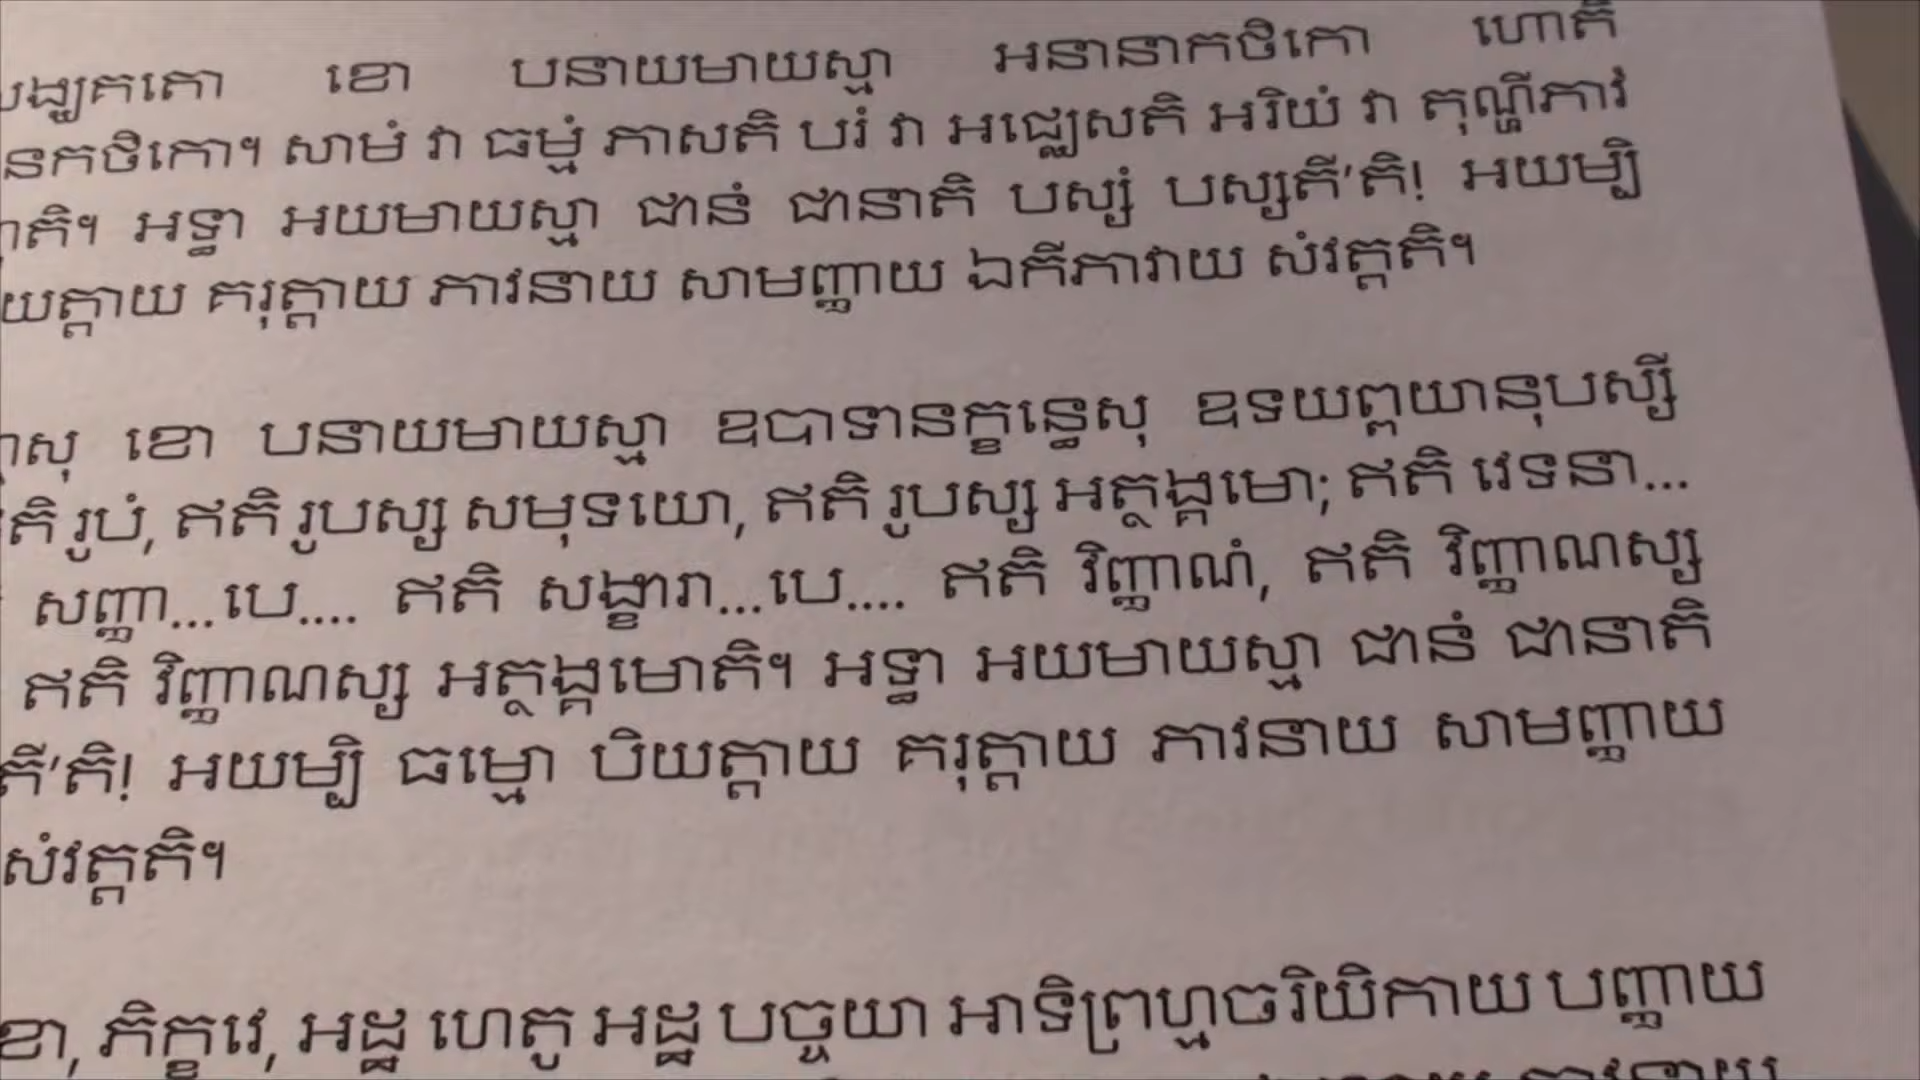 សង្ឃគតោ ខោ បនាយមាយស្មា អនានាកថិកោ ហោតិ
នកថិកោ។ សាមំ វា ធម្មំ ភាសតិ បរំ វា អជ្ឈេសតិ អរិយំ វា តុណ្ហីភាវំ
តិ។ អទ្ធា អយមាយស្មា ជានំ ជានាតិ បស្សំ បស្សតី’តិ! អយម្បិ
យត្តាយ គរុត្តាយ ភាវនាយ សាមញ្ញាយ ឯកីភាវាយ សំវត្តតិ។
សុ ខោ បនាយមាយស្មា ឧបាទានក្ខន្ធេសុ ឧទយព្ពយានុបស្សី
តិ រូបំ, ឥតិ រូបស្ស សមុទយោ, ឥតិ រូបស្ស អត្ថង្គមោ; ឥតិ វេទនា...
សញ្ញា...បេ.... ឥតិ សង្ខារា...បេ.... ឥតិ វិញ្ញាណំ, ឥតិ វិញ្ញាណស្ស
ឥតិ វិញ្ញាណស្ស អត្ថង្គមោតិ។ អទ្ធា អយមាយស្មា ជានំ ជានាតិ
តី’តិ! អយម្បិ ធម្មោ បិយត្តាយ គរុត្តាយ ភាវនាយ សាមញ្ញាយ
សំវត្តតិ។
ខា, ភិក្ខវេ, អដ្ឋ ហេតូ អដ្ឋ បច្ចយា អាទិព្រហ្មចរិយិកាយ បញ្ញាយ